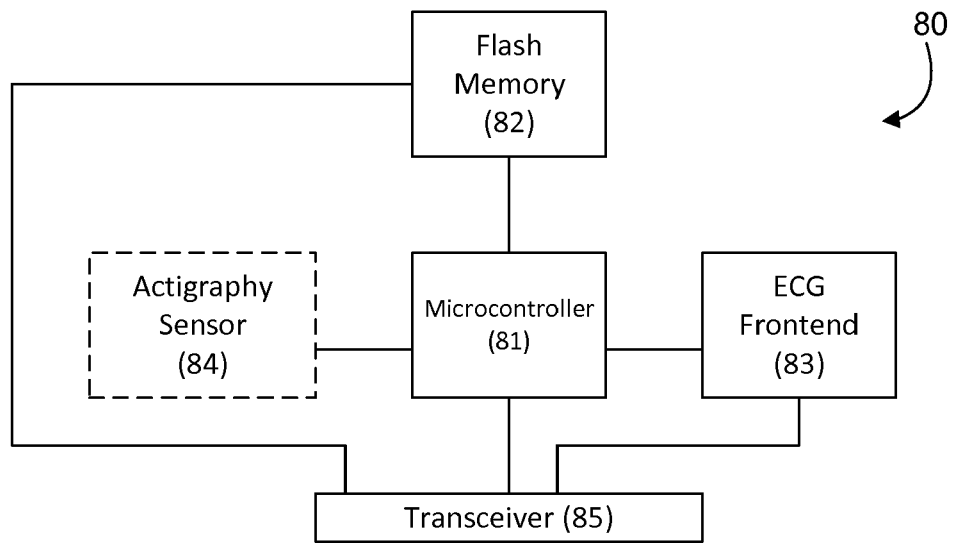 80
Flash
Memory
(82)
Actigraphy
Sensor
(84)
Microcontroller
(81)
ECG
Frontend
(83)
Transceiver (85)